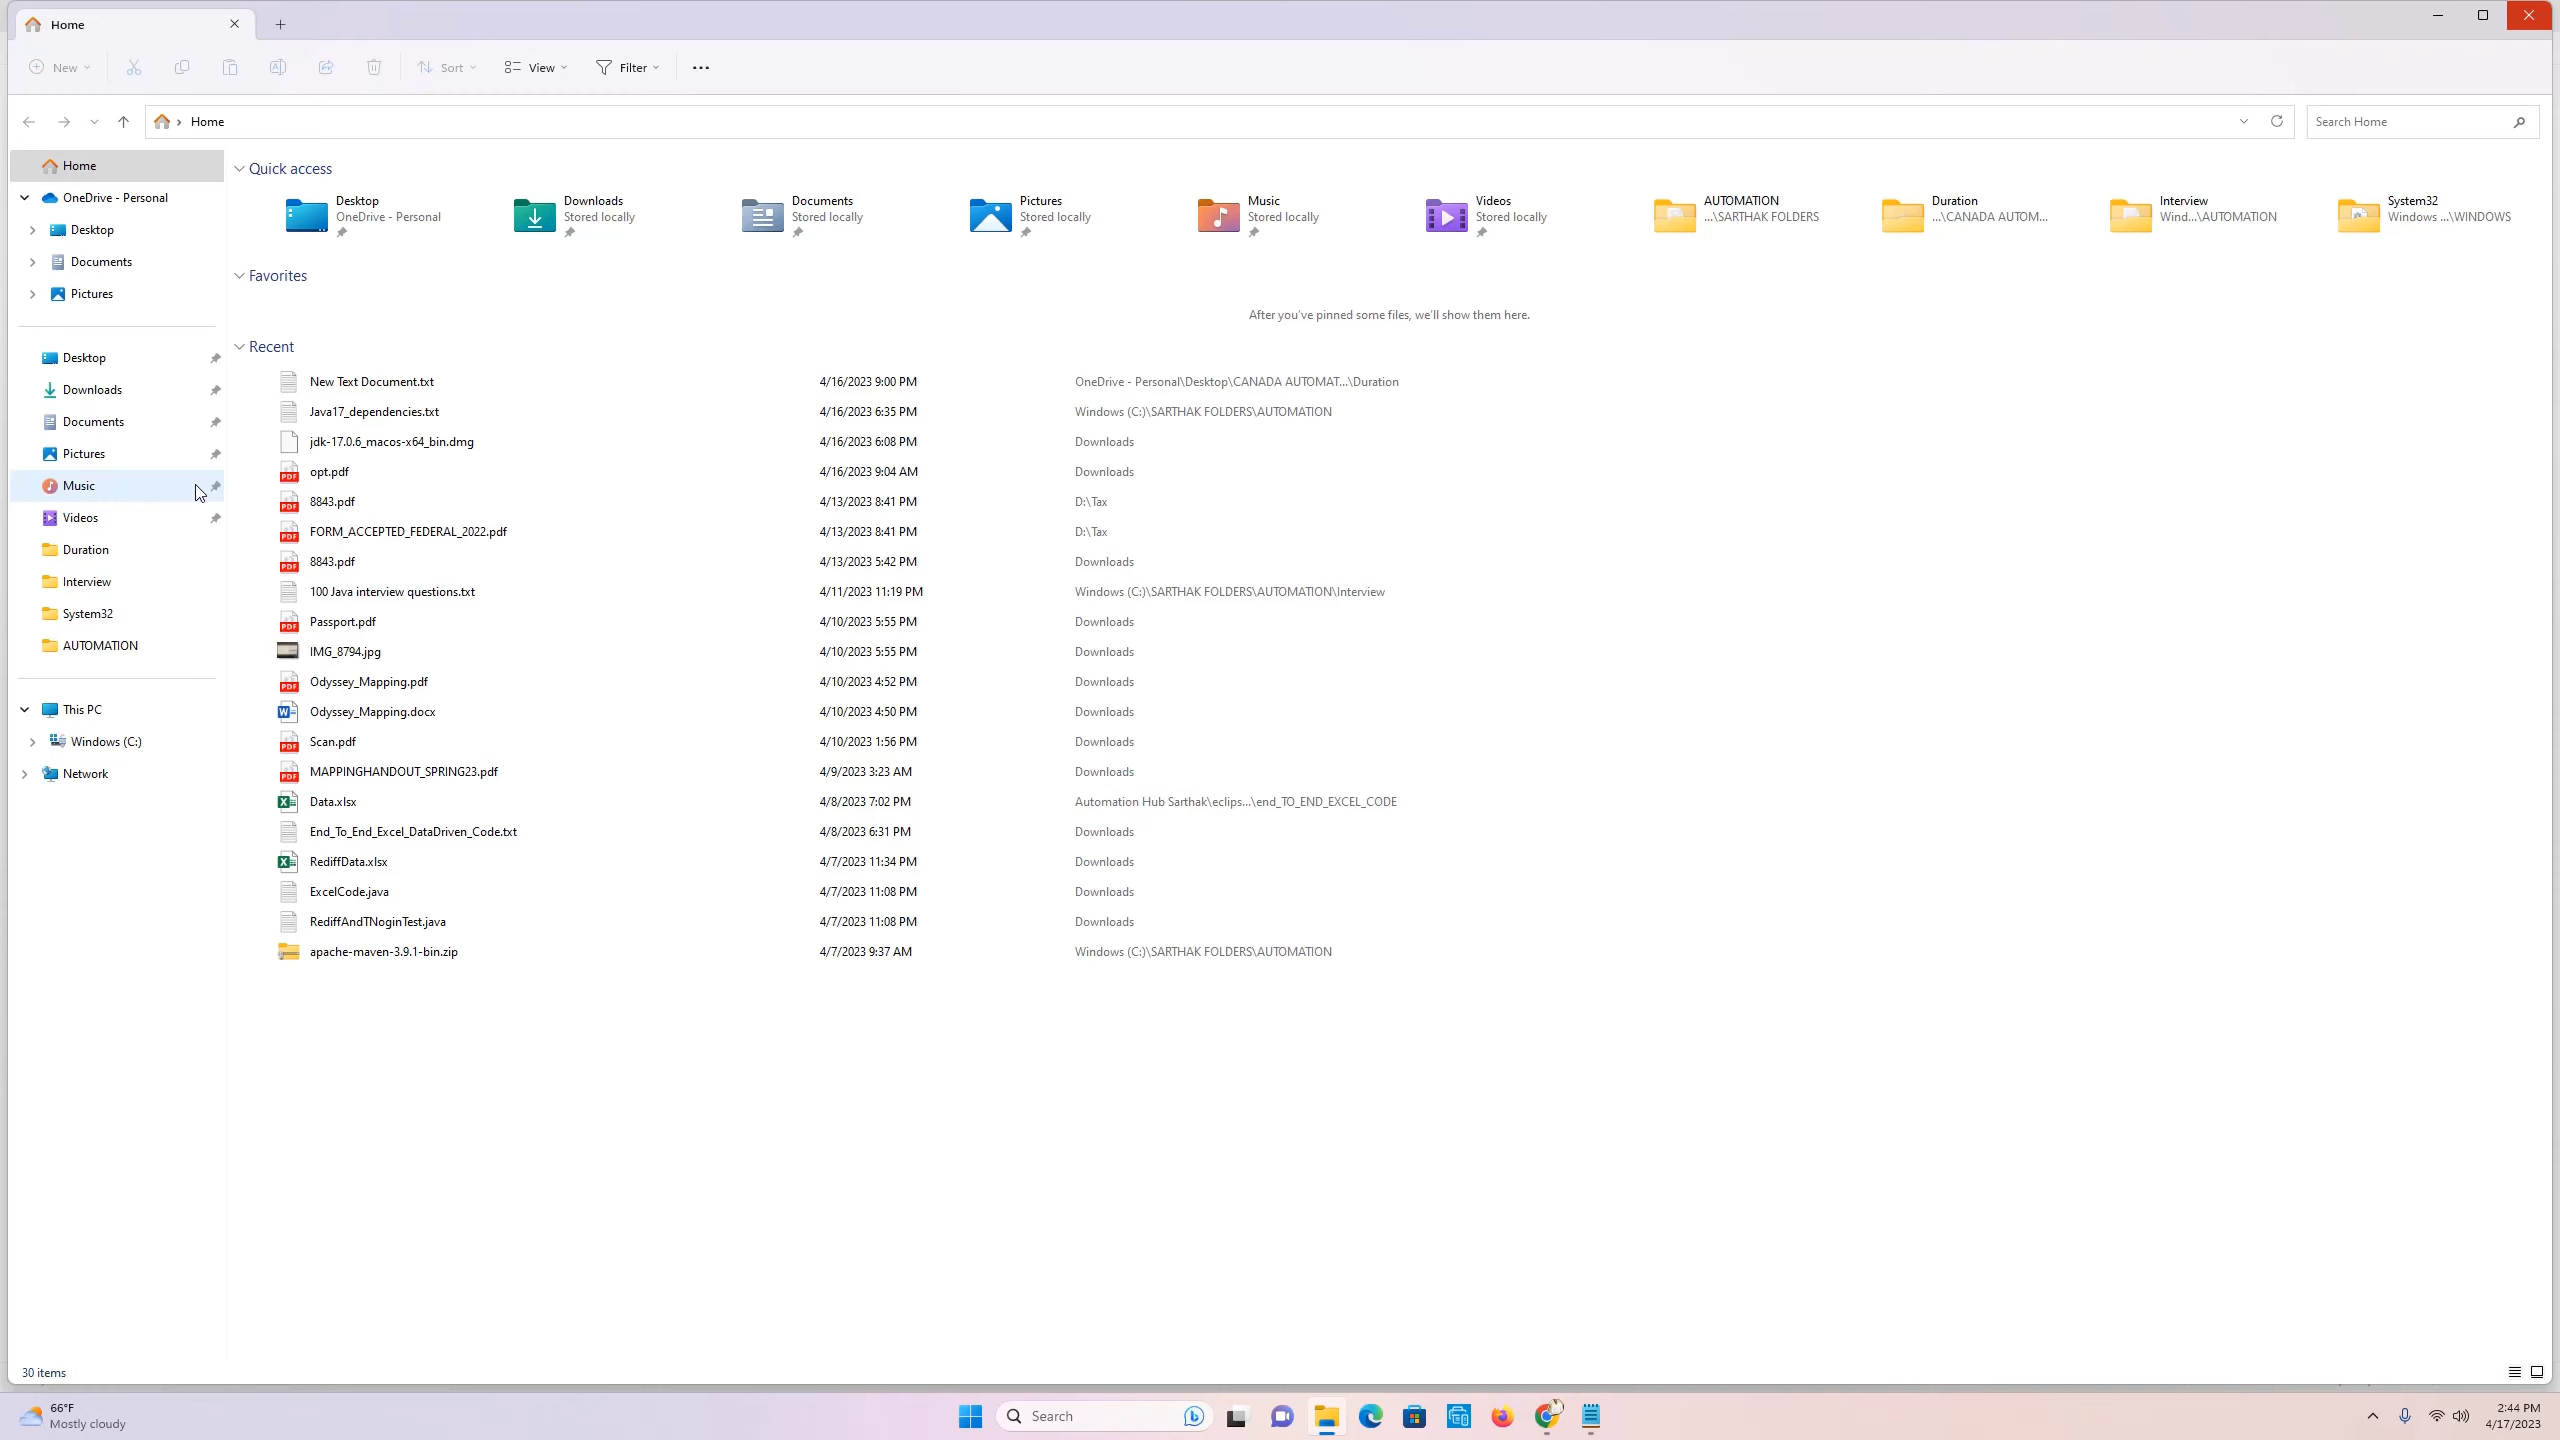 Home
New
Sort
View
Filter
Home
Search Home
Home
OneDrive - Personal
Desktop
Documents
Pictures
Desktop
Downloads
Documents
Pictures
Music
Videos
Duration
Interview
System32
AUTOMATION
This PC
Windows (C:)
Network
Quick access
Desktop
OneDrive - Personal
Downloads
Stored locally
Documents
Stored locally
Pictures
Stored locally
Music
Stored locally
Videos
Stored locally
AUTOMATION
...\SARTHAK FOLDERS
Duration
...\CANADA AUTOM...
Interview
Wind...\AUTOMATION
System32
Windows ...\WINDOWS
Favorites
After you've pinned some files, we'll show them here.
Recent
New Text Document.txt 4/16/2023 9:00 PM OneDrive - Personal\Desktop\CANADA AUTOMAT...\Duration
Java17_dependencies.txt 4/16/2023 6:35 PM Windows (C:)\SARTHAK FOLDERS\AUTOMATION
jdk-17.0.6_macos-x64_bin.dmg 4/16/2023 6:08 PM Downloads
opt.pdf 4/16/2023 9:04 AM Downloads
8843.pdf 4/13/2023 8:41 PM D:\Tax
FORM_ACCEPTED_FEDERAL_2022.pdf 4/13/2023 8:41 PM D:\Tax
8843.pdf 4/13/2023 5:42 PM Downloads
100 Java interview questions.txt 4/11/2023 11:19 PM Windows (C:)\SARTHAK FOLDERS\AUTOMATION\Interview
Passport.pdf 4/10/2023 5:55 PM Downloads
IMG_8794.jpg 4/10/2023 5:55 PM Downloads
Odyssey_Mapping.pdf 4/10/2023 4:52 PM Downloads
Odyssey_Mapping.docx 4/10/2023 4:50 PM Downloads
Scan.pdf 4/10/2023 1:56 PM Downloads
MAPPINGHANDOUT_SPRING23.pdf 4/9/2023 3:23 AM Downloads
Data.xlsx 4/8/2023 7:02 PM Automation Hub Sarthak\eclips...\end_TO_END_EXCEL_CODE
End_To_End_Excel_DataDriven_Code.txt 4/8/2023 6:31 PM Downloads
RediffData.xlsx 4/7/2023 11:34 PM Downloads
ExcelCode.java 4/7/2023 11:08 PM Downloads
RediffAndTNoginTest.java 4/7/2023 11:08 PM Downloads
apache-maven-3.9.1-bin.zip 4/7/2023 9:37 AM Windows (C:)\SARTHAK FOLDERS\AUTOMATION
30 items
66°F
Mostly cloudy
Search
2:44 PM
4/17/2023